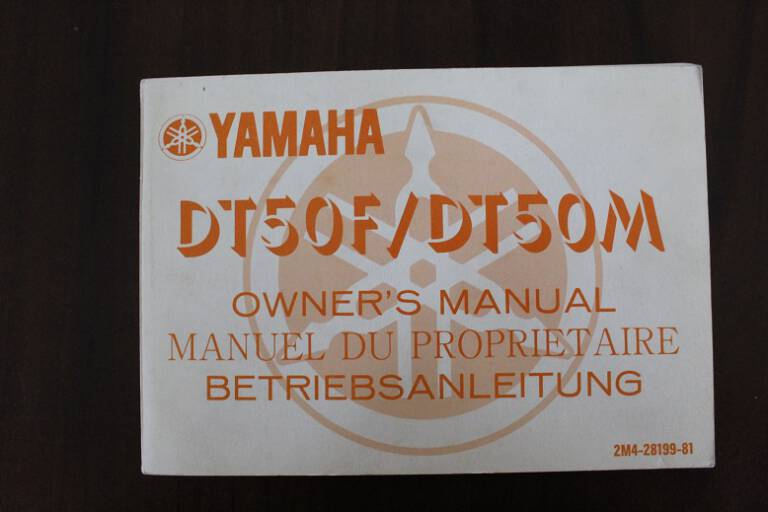 YAMAHA
DT50F/DT50M
OWNER'S MANUAL
MANUEL DU PROPRIETAIRE
BETRIEBSANLEITUNG
2M4-28199-81